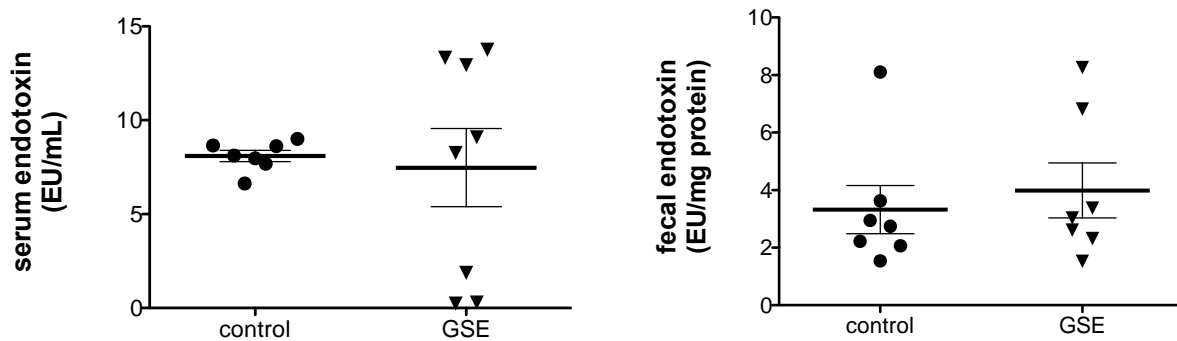 serum endotoxin
(EU/mL)
15
10
5
0
control
GSE
fecal endotoxin
(EU/mg protein)
10
8
6
4
2
0
control
GSE